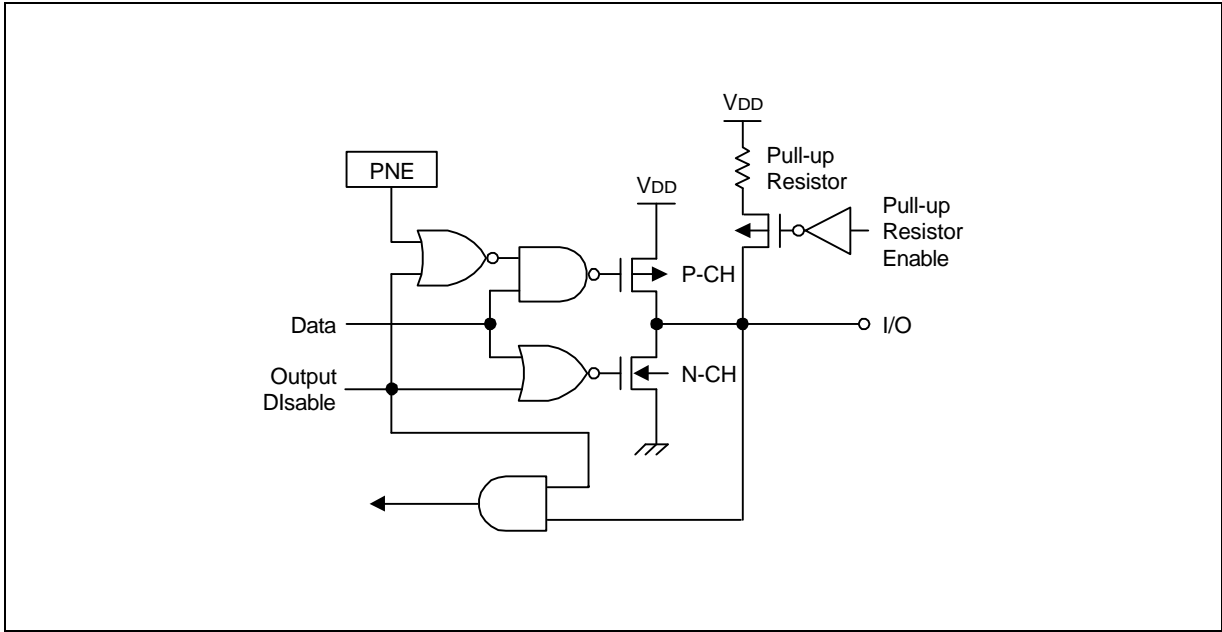 VDD
Pull-up
Resistor
PNE
VDD
Pull-up
Resistor
Enable
P-CH
Data
I/O
Output
DIsable
N-CH